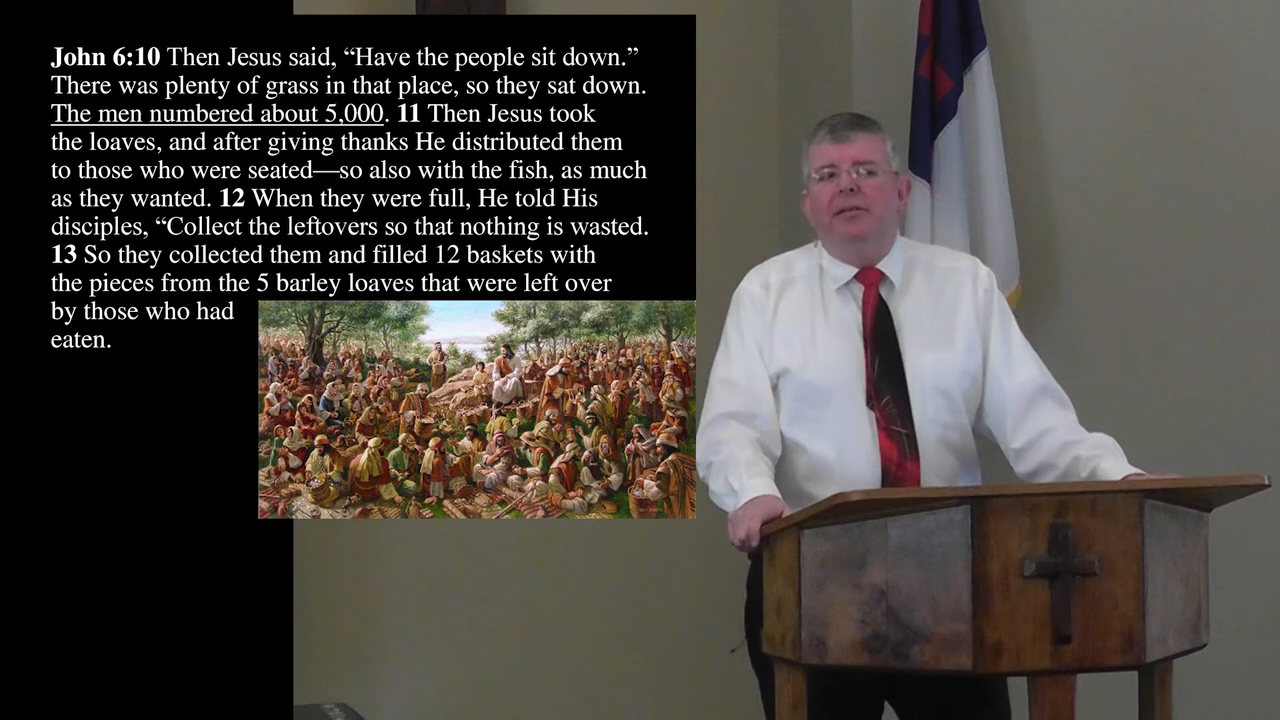 John 6:10 Then Jesus said, “Have the people sit down.”
There was plenty of grass in that place, so they sat down.
The men numbered about 5,000. 11 Then Jesus took
the loaves, and after giving thanks He distributed them
to those who were seated—so also with the fish, as much
as they wanted. 12 When they were full, He told His
disciples, “Collect the leftovers so that nothing is wasted.
13 So they collected them and filled 12 baskets with
the pieces from the 5 barley loaves that were left over
by those who had
eaten.